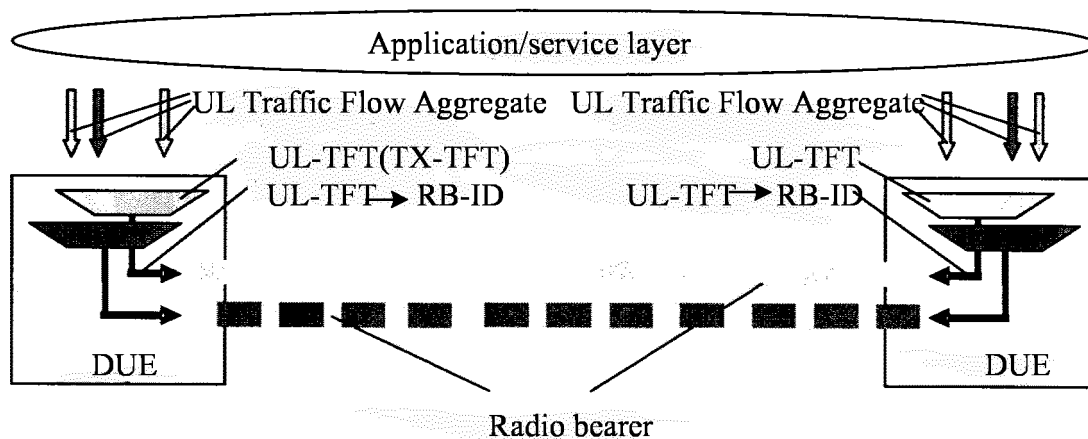 Application/service layer
UL Traffic Flow Aggregate UL Traffic Flow Aggregate
UL-TFT(TX-TFT) UL-TFT
UL-TFT → RB-ID UL-TFT → RB-ID
DUE DUE
Radio bearer